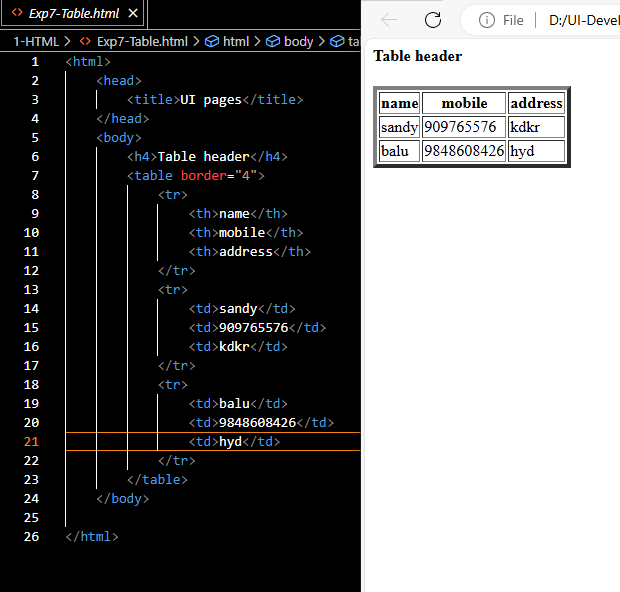 Exp7-Table.html
1-HTML > Exp7-Table.html > html > body > ta
1 <html>
2 <head>
3 <title>UI pages</title>
4 </head>
5 <body>
6 <h4>Table header</h4>
7 <table border="4">
8 <tr>
9 <th>name</th>
10 <th>mobile</th>
11 <th>address</th>
12 </tr>
13 <tr>
14 <td>sandy</td>
15 <td>909765576</td>
16 <td>kdkr</td>
17 </tr>
18 <tr>
19 <td>balu</td>
20 <td>9848608426</td>
21 <td>hyd</td>
22 </tr>
23 </table>
24 </body>
25
26 </html>
File | D:/UI-Devel
Table header
name mobile address
sandy 909765576 kdkr
balu 9848608426 hyd